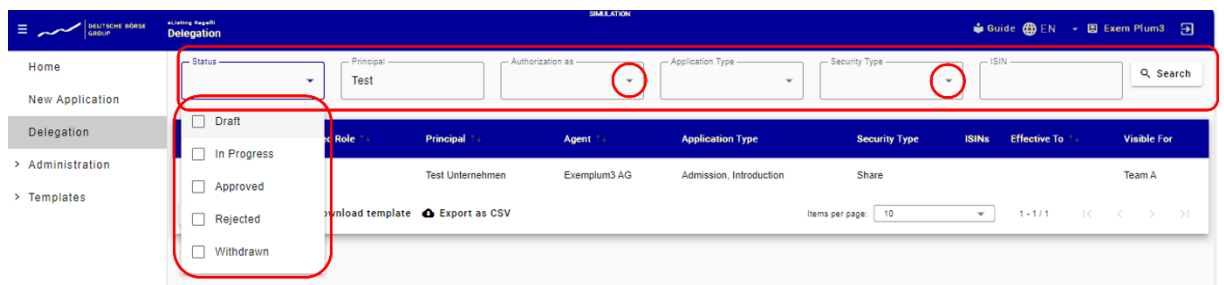 SIMULATION
DEUTSCHE BÖRSE
GROUP
eListing Regelli
Delegation
Guide EN Exem Plum3
Home
New Application
Delegation
Administration
Templates
Status Principal Authorization as Application Type Security Type ISIN
Test Search
Draft
In Progress
Approved
Rejected
Withdrawn
Role Principal Agent Application Type Security Type ISINs Effective To Visible For
Test Unternehmen Exemplum3 AG Admission, Introduction Share Team A
template Export as CSV Items per page: 10 1 - 1 / 1